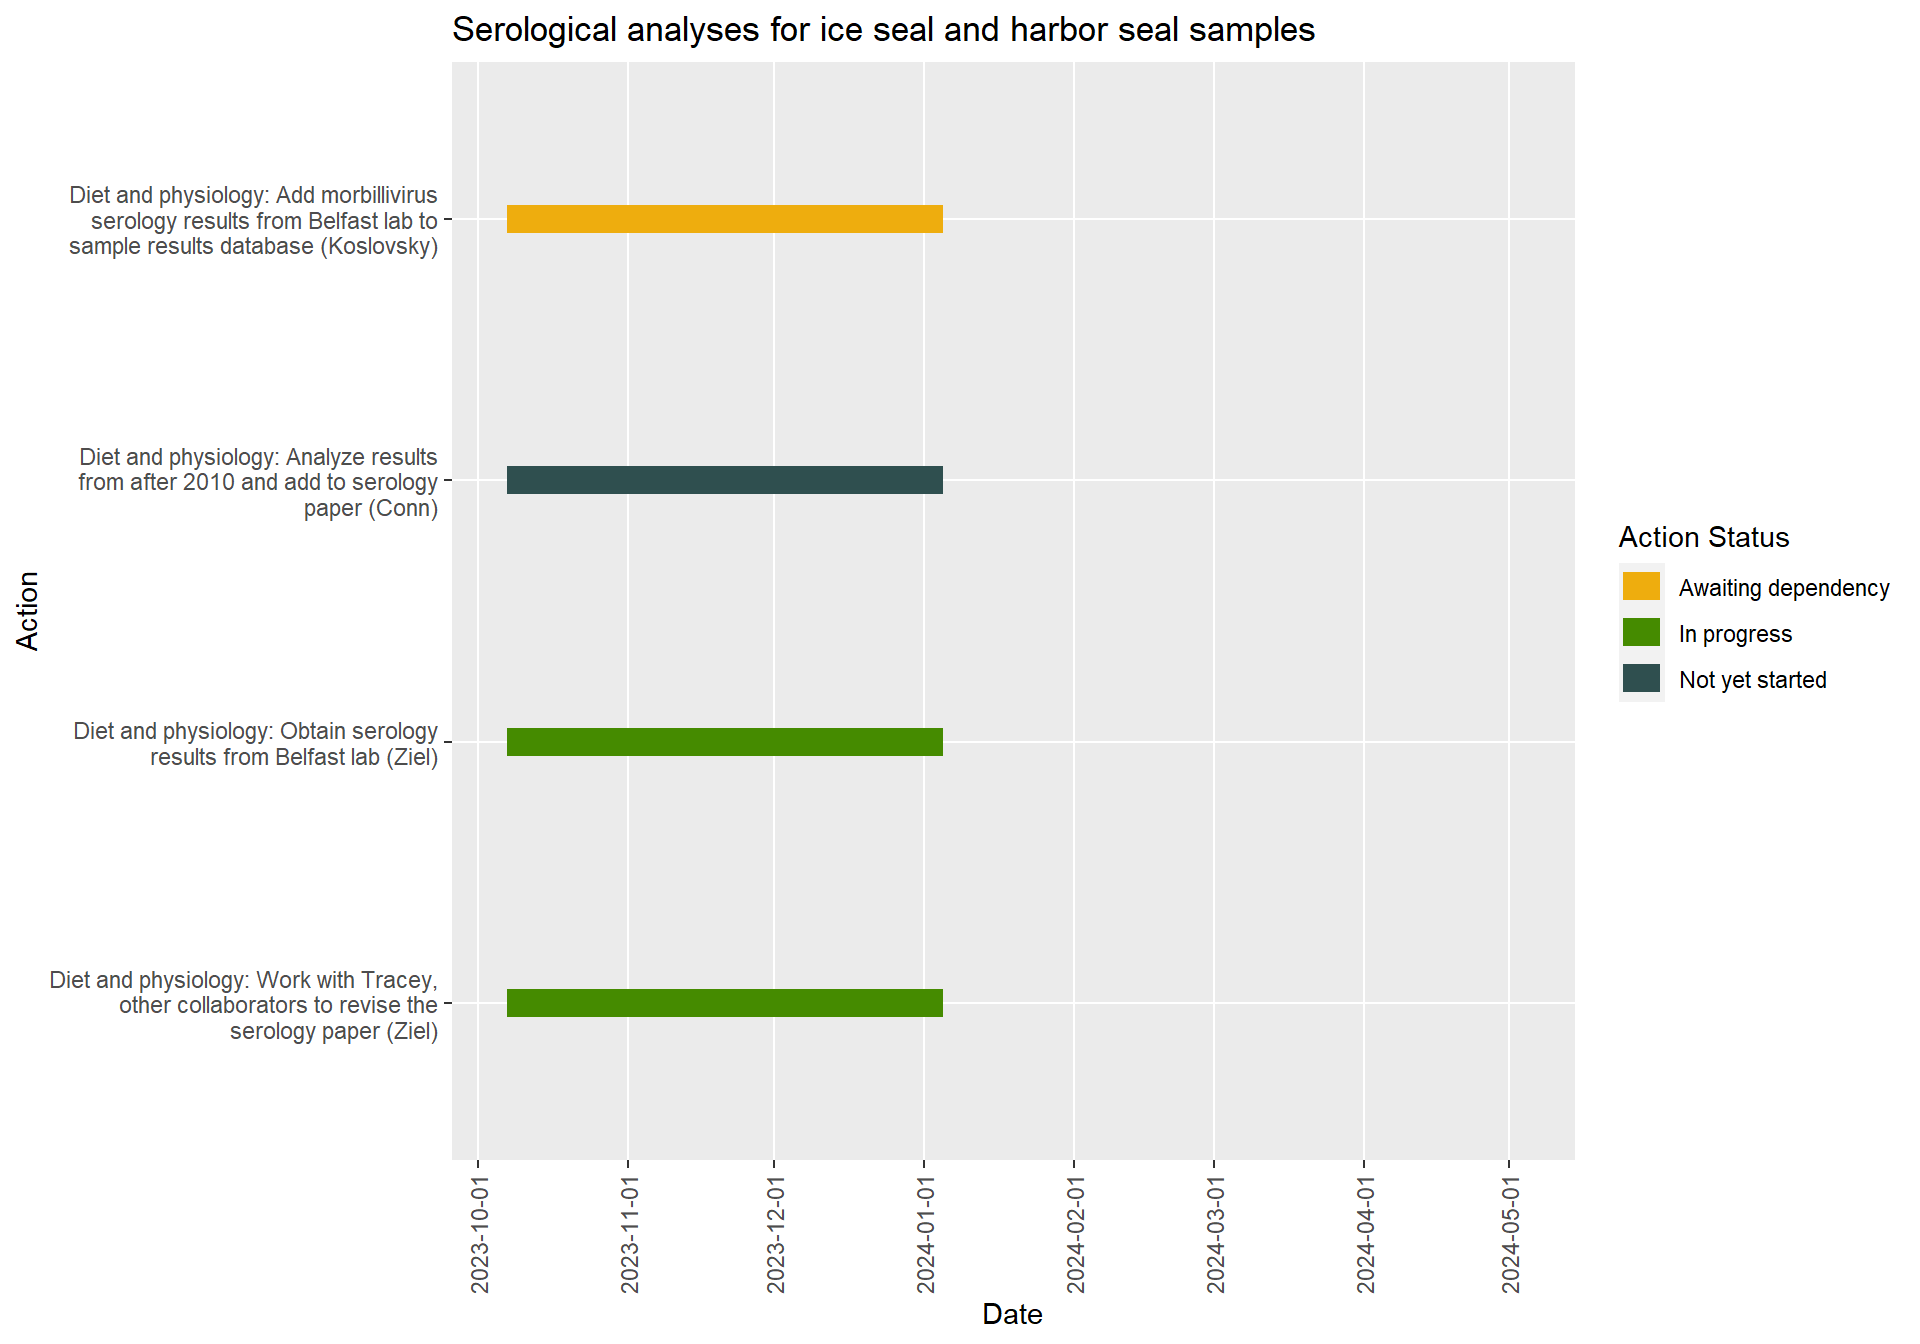 Serological analyses for ice seal and harbor seal samples
Diet and physiology: Add morbillivirus
serology results from Belfast lab to
sample results database (Koslovsky)
Diet and physiology: Analyze results
from after 2010 and add to serology
paper (Conn)
Diet and physiology: Obtain serology
results from Belfast lab (Ziel)
Diet and physiology: Work with Tracey,
other collaborators to revise the
serology paper (Ziel)
Action
2023-10-01
2023-11-01
2023-12-01
2024-01-01
2024-02-01
2024-03-01
2024-04-01
2024-05-01
Date
Action Status
Awaiting dependency
In progress
Not yet started